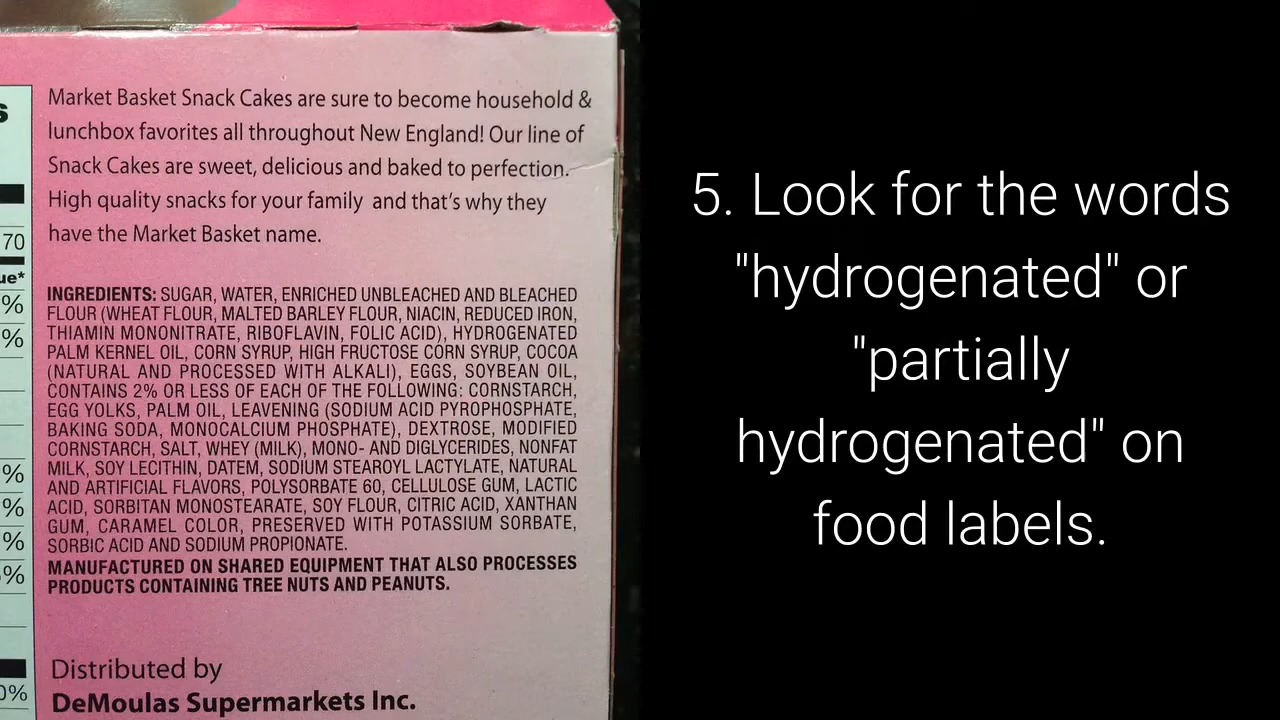 s
70
ue*
%
%
%
%
%
%
0%
Market Basket Snack Cakes are sure to become household &
lunchbox favorites all throughout New England! Our line of
Snack Cakes are sweet, delicious and baked to perfection.
High quality snacks for your family and that's why they
have the Market Basket name.
INGREDIENTS: SUGAR, WATER, ENRICHED UNBLEACHED AND BLEACHED
FLOUR (WHEAT FLOUR, MALTED BARLEY FLOUR, NIACIN, REDUCED IRON,
THIAMIN MONONITRATE, RIBOFLAVIN, FOLIC ACID), HYDROGENATED
PALM KERNEL OIL, CORN SYRUP, HIGH FRUCTOSE CORN SYRUP, COCOA
(NATURAL AND PROCESSED WITH ALKALI), EGGS, SOYBEAN OIL,
CONTAINS 2% OR LESS OF EACH OF THE FOLLOWING: CORNSTARCH,
EGG YOLKS, PALM OIL, LEAVENING (SODIUM ACID PYROPHOSPHATE,
BAKING SODA, MONOCALCIUM PHOSPHATE), DEXTROSE, MODIFIED
CORNSTARCH, SALT, WHEY (MILK), MONO- AND DIGLYCERIDES, NONFAT
MILK, SOY LECITHIN, DATEM, SODIUM STEAROYL LACTYLATE, NATURAL
AND ARTIFICIAL FLAVORS, POLYSORBATE 60, CELLULOSE GUM, LACTIC
ACID, SORBITAN MONOSTEARATE, SOY FLOUR, CITRIC ACID, XANTHAN
GUM, CARAMEL COLOR, PRESERVED WITH POTASSIUM SORBATE,
SORBIC ACID AND SODIUM PROPIONATE.
MANUFACTURED ON SHARED EQUIPMENT THAT ALSO PROCESSES
PRODUCTS CONTAINING TREE NUTS AND PEANUTS.
Distributed by
DeMoulas Supermarkets Inc.
5. Look for the words
"hydrogenated" or
"partially
hydrogenated" on
food labels.